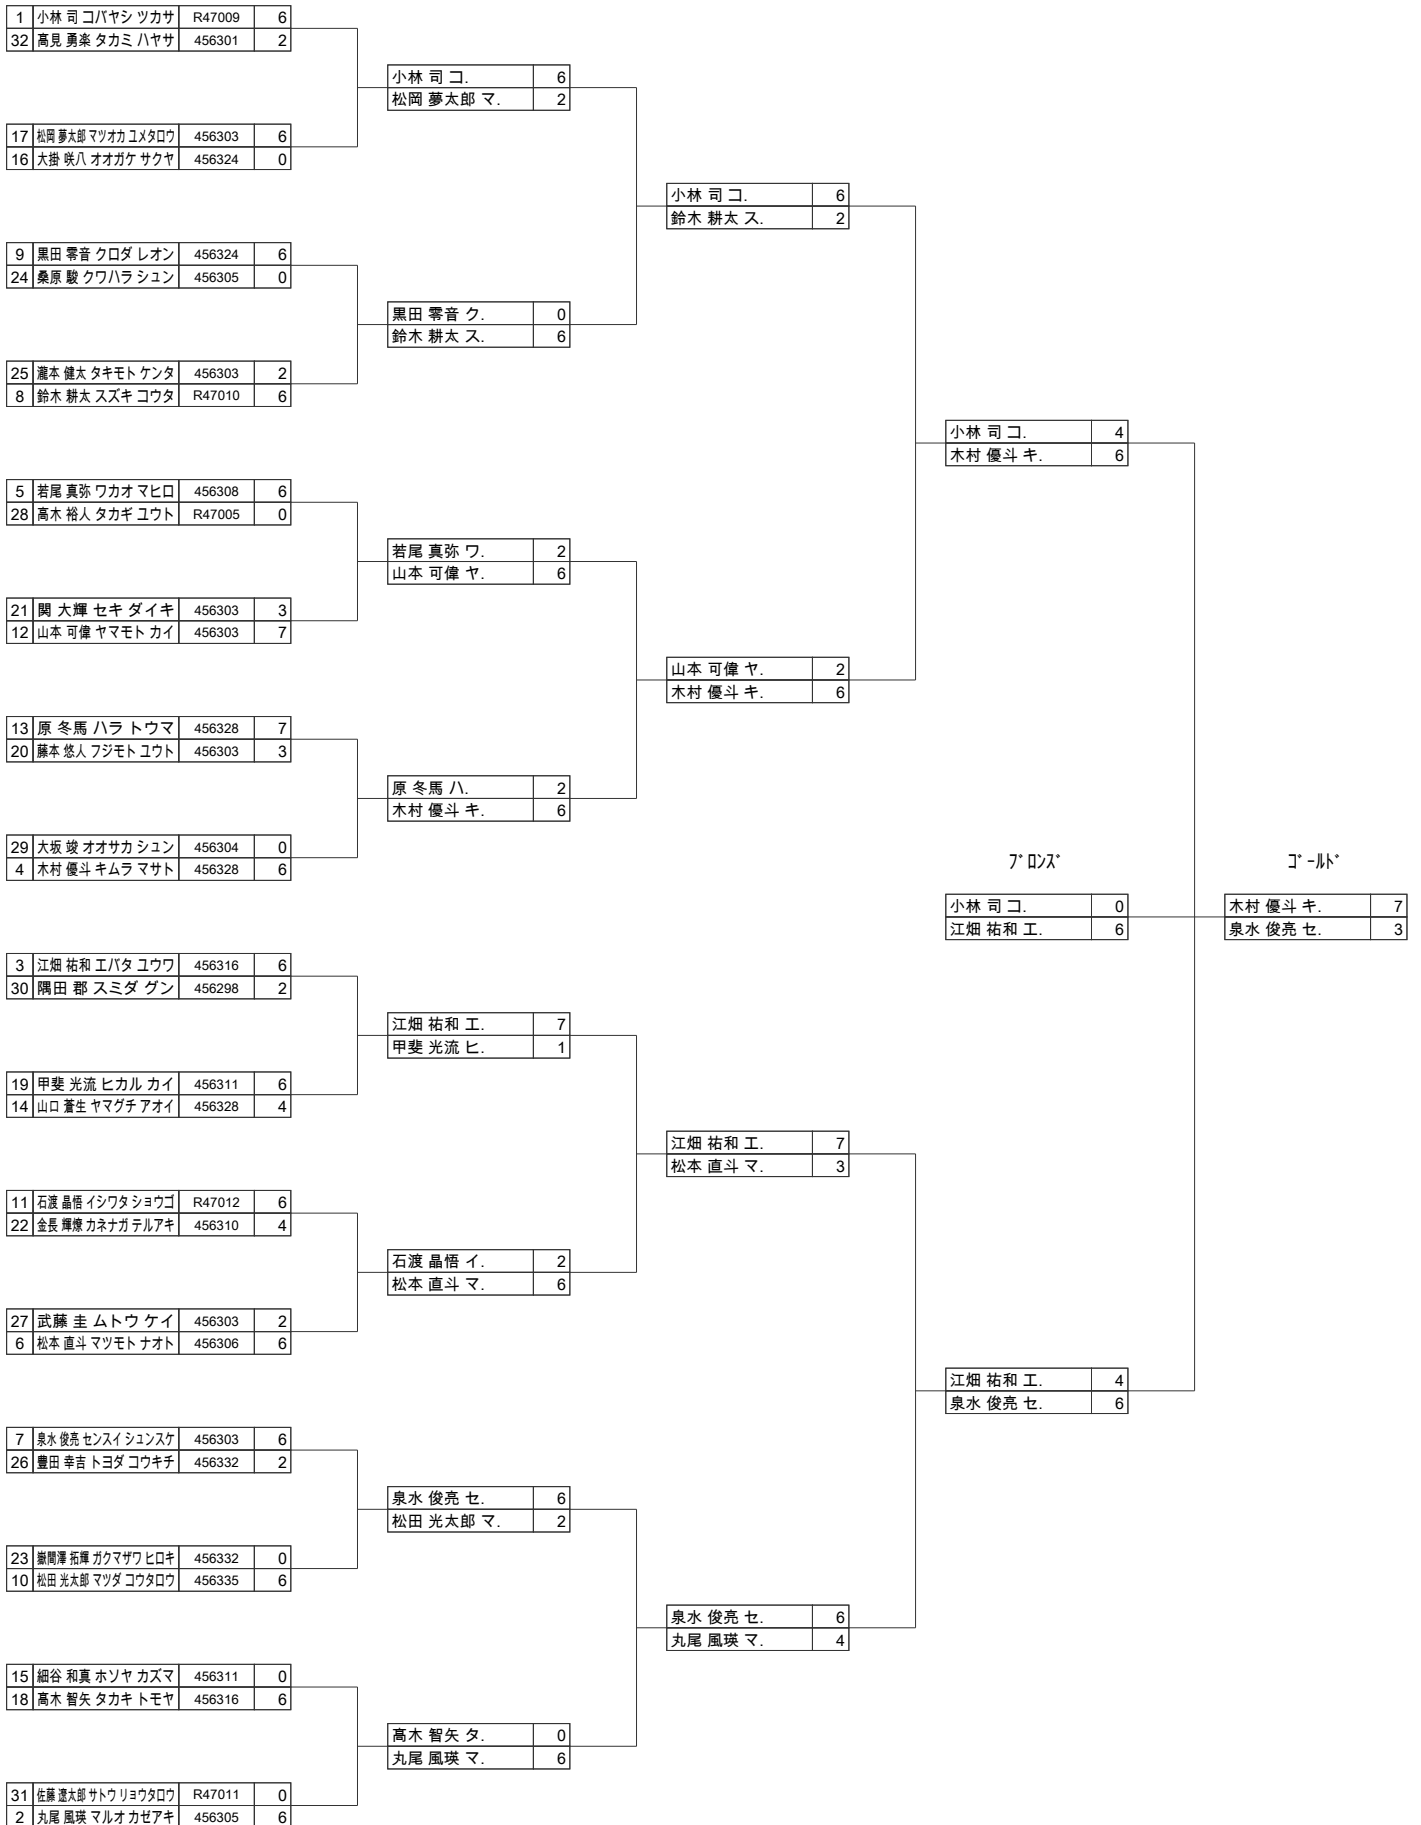 1 小林 司 コバヤシ ツカサ R47009 6
32 髙見 勇楽 タカミ ハヤサ 456301 2
小林 司 コ. 6
松岡 夢太郎 マ. 2
17 松岡 夢太郎 マツオカ ユメタロウ 456303 6
16 大掛 咲八 オオガケ サクヤ 456324 0
小林 司 コ. 6
鈴木 耕太 ス. 2
9 黒田 零音 クロダ レオン 456324 6
24 桑原 駿 クワハラ シュン 456305 0
黒田 零音 ク. 0
鈴木 耕太 ス. 6
25 瀧本 健太 タキモト ケンタ 456303 2
8 鈴木 耕太 スズキ コウタ R47010 6
小林 司 コ. 4
木村 優斗 キ. 6
5 若尾 真弥 ワカオ マヒロ 456308 6
28 高木 裕人 タカギ ユウト R47005 0
若尾 真弥 ワ. 2
山本 可偉 ヤ. 6
21 関 大輝 セキ ダイキ 456303 3
12 山本 可偉 ヤマモト カイ 456303 7
山本 可偉 ヤ. 2
木村 優斗 キ. 6
13 原 冬馬 ハラ トウマ 456328 7
20 藤本 悠人 フジモト ユウト 456303 3
原 冬馬 ハ. 2
木村 優斗 キ. 6
29 大坂 竣 オオサカ シュン 456304 0
4 木村 優斗 キムラ マサト 456328 6
ﾌﾞﾛﾝｽﾞ ｺﾞｰﾙﾄﾞ
小林 司 コ. 0 木村 優斗 キ. 7
江畑 祐和 エ. 6 泉水 俊亮 セ. 3
3 江畑 祐和 エバタ ユウワ 456316 6
30 隅田 郡 スミダ グン 456298 2
江畑 祐和 エ. 7
甲斐 光流 ヒ. 1
19 甲斐 光流 ヒカル カイ 456311 6
14 山口 蒼生 ヤマグチ アオイ 456328 4
江畑 祐和 エ. 7
松本 直斗 マ. 3
11 石渡 晶悟 イシワタ ショウゴ R47012 6
22 金長 輝燎 カネナガ テルアキ 456310 4
石渡 晶悟 イ. 2
松本 直斗 マ. 6
27 武藤 圭 ムトウ ケイ 456303 2
6 松本 直斗 マツモト ナオト 456306 6
江畑 祐和 エ. 4
泉水 俊亮 セ. 6
7 泉水 俊亮 センスイ シュンスケ 456303 6
26 豊田 幸吉 トヨダ コウキチ 456332 2
泉水 俊亮 セ. 6
松田 光太郎 マ. 2
23 嶽間澤 拓輝 ガクマザワ ヒロキ 456332 0
10 松田 光太郎 マツダ コウタロウ 456335 6
泉水 俊亮 セ. 6
丸尾 風瑛 マ. 4
15 細谷 和真 ホソヤ カズマ 456311 0
18 髙木 智矢 タカキ トモヤ 456316 6
髙木 智矢 タ. 0
丸尾 風瑛 マ. 6
31 佐藤 遼太郎 サトウ リョウタロウ R47011 0
2 丸尾 風瑛 マルオ カゼアキ 456305 6